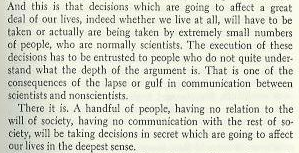 And this is that decisions which are going to affect a great
deal of our lives, indeed whether we live at all, will have to be
taken or actually are being taken by extremely small numbers
of people, who are normally scientists. The execution of these
decisions has to be entrusted to people who do not quite under-
stand what the depth of the argument is. That is one of the
consequences of the lapse or gulf in communication between
scientists and nonscientists.
There it is. A handful of people, having no relation to the
will of society, having no communication with the rest of so-
ciety, will be taking decisions in secret which are going to affect
our lives in the deepest sense.